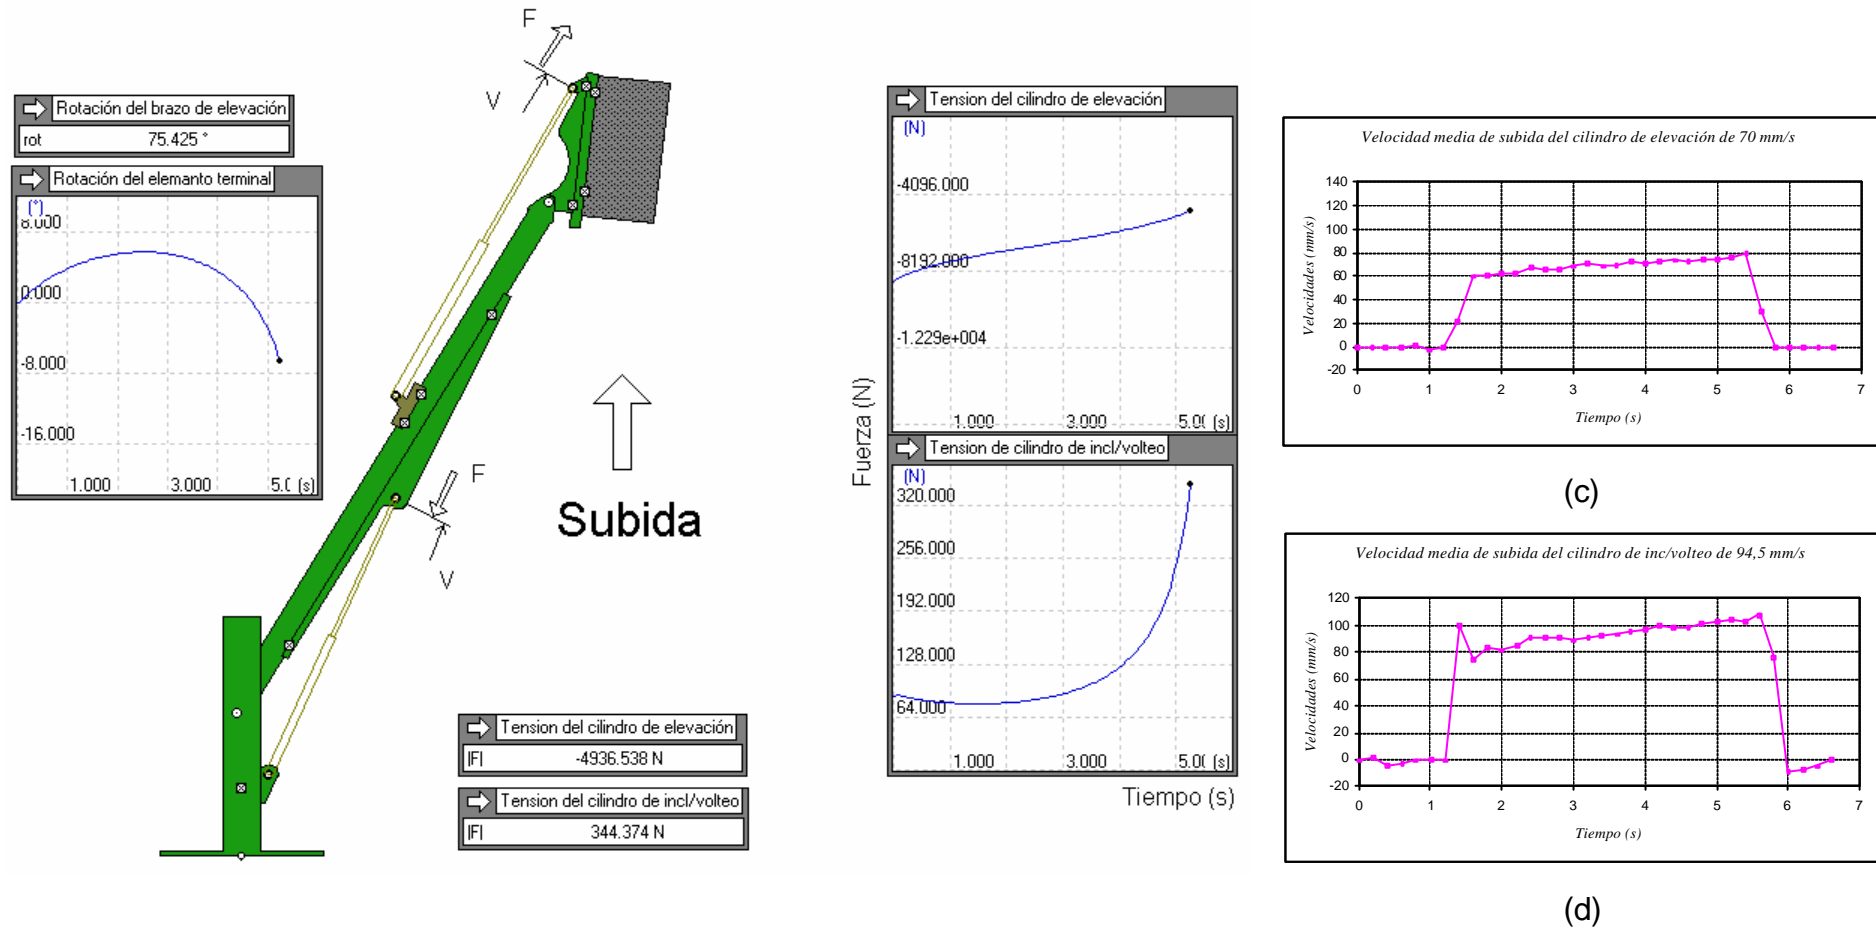 F
V
Rotación del brazo de elevación
rot 75.425 °
Rotación del elemanto terminal
(°)
8.000
0.000
-8.000
-16.000
1.000 3.000 5.( (s)
F
V
Subida
Tension del cilindro de elevación
|F| -4936.538 N
Tension del cilindro de incl/volteo
|F| 344.374 N
Tension del cilindro de elevación
(N)
-4096.000
-8192.000
-1.229e+004
1.000 3.000 5.0( (s)
Fuerza (N)
Tension de cilindro de incl/volteo
(N)
320.000
256.000
192.000
128.000
64.000
1.000 3.000 5.0( (s)
Tiempo (s)
Velocidad media de subida del cilindro de elevación de 70 mm/s
Velocidades (mm/s)
140
120
100
80
60
40
20
0
-20
0 1 2 3 4 5 6 7
Tiempo (s)
(c)
Velocidad media de subida del cilindro de inc/volteo de 94,5 mm/s
Velocidades (mm/s)
120
100
80
60
40
20
0
-20
0 1 2 3 4 5 6 7
Tiempo (s)
(d)